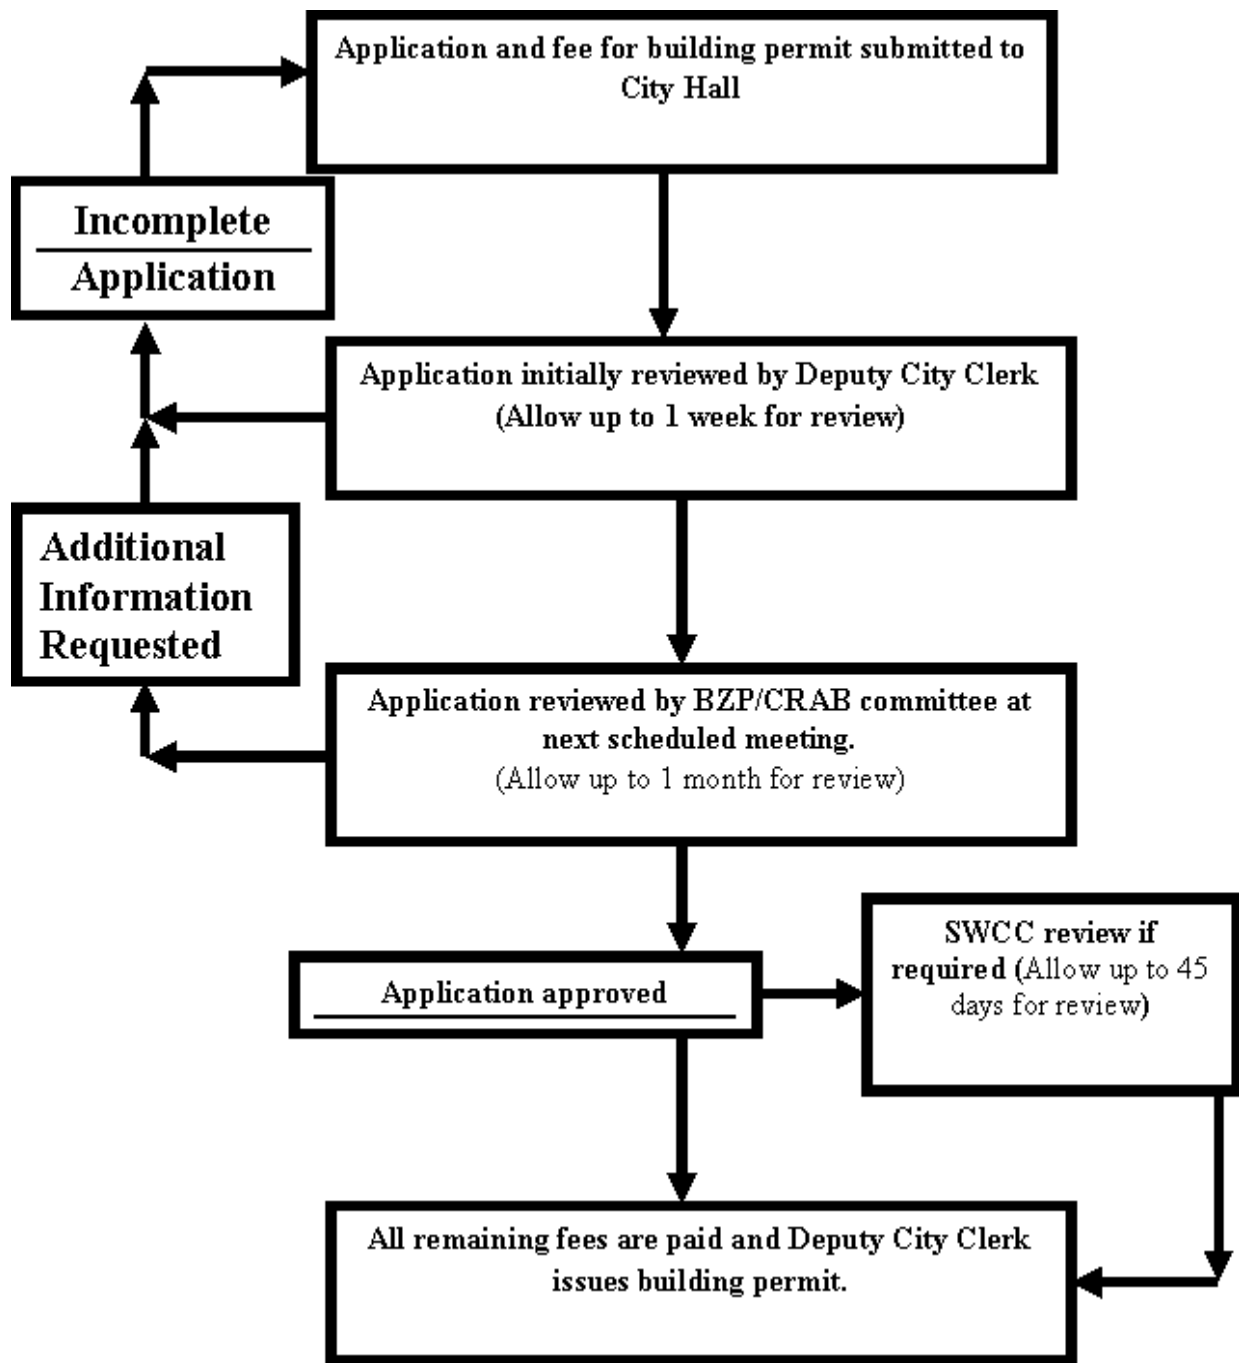 Application and fee for building permit submitted to
City Hall
Incomplete
Application
Application initially reviewed by Deputy City Clerk
(Allow up to 1 week for review)
Additional
Information
Requested
Application reviewed by BZP/CRAB committee at
next scheduled meeting.
(Allow up to 1 month for review)
Application approved
SWCC review if
required (Allow up to 45
days for review)
All remaining fees are paid and Deputy City Clerk
issues building permit.